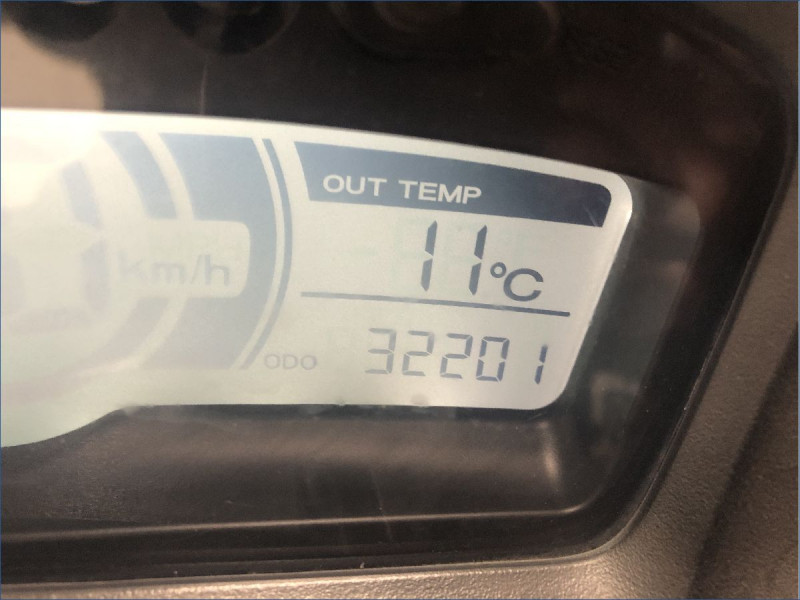 OUT TEMP
11°C
km/h
ODO 32201